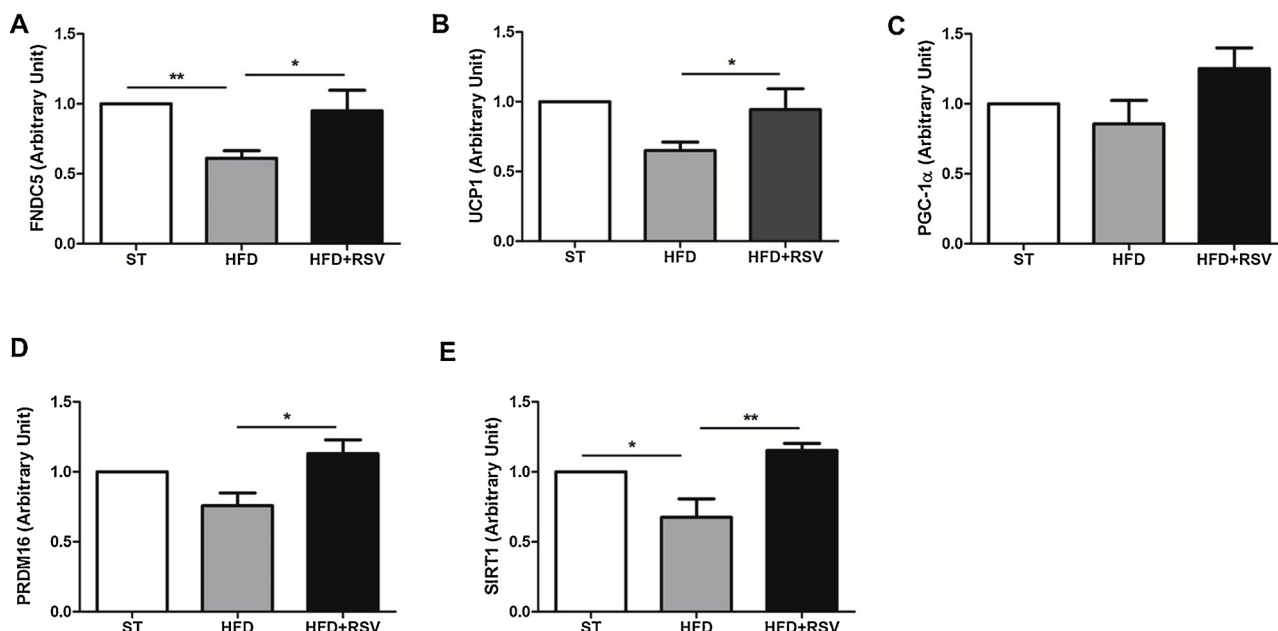 A
FNDC5 (Arbitrary Unit)
1.5
1.0
0.5
0.0
**
*
ST HFD HFD+RSV
B
UCP1 (Arbitrary Unit)
1.5
1.0
0.5
0.0
*
ST HFD HFD+RSV
C
PGC-1α (Arbitrary Unit)
1.5
1.0
0.5
0.0
ST HFD HFD+RSV
D
PRDM16 (Arbitrary Unit)
1.5
1.0
0.5
0.0
*
ST HFD HFD+RSV
E
SIRT1 (Arbitrary Unit)
1.5
1.0
0.5
0.0
*
**
ST HFD HFD+RSV